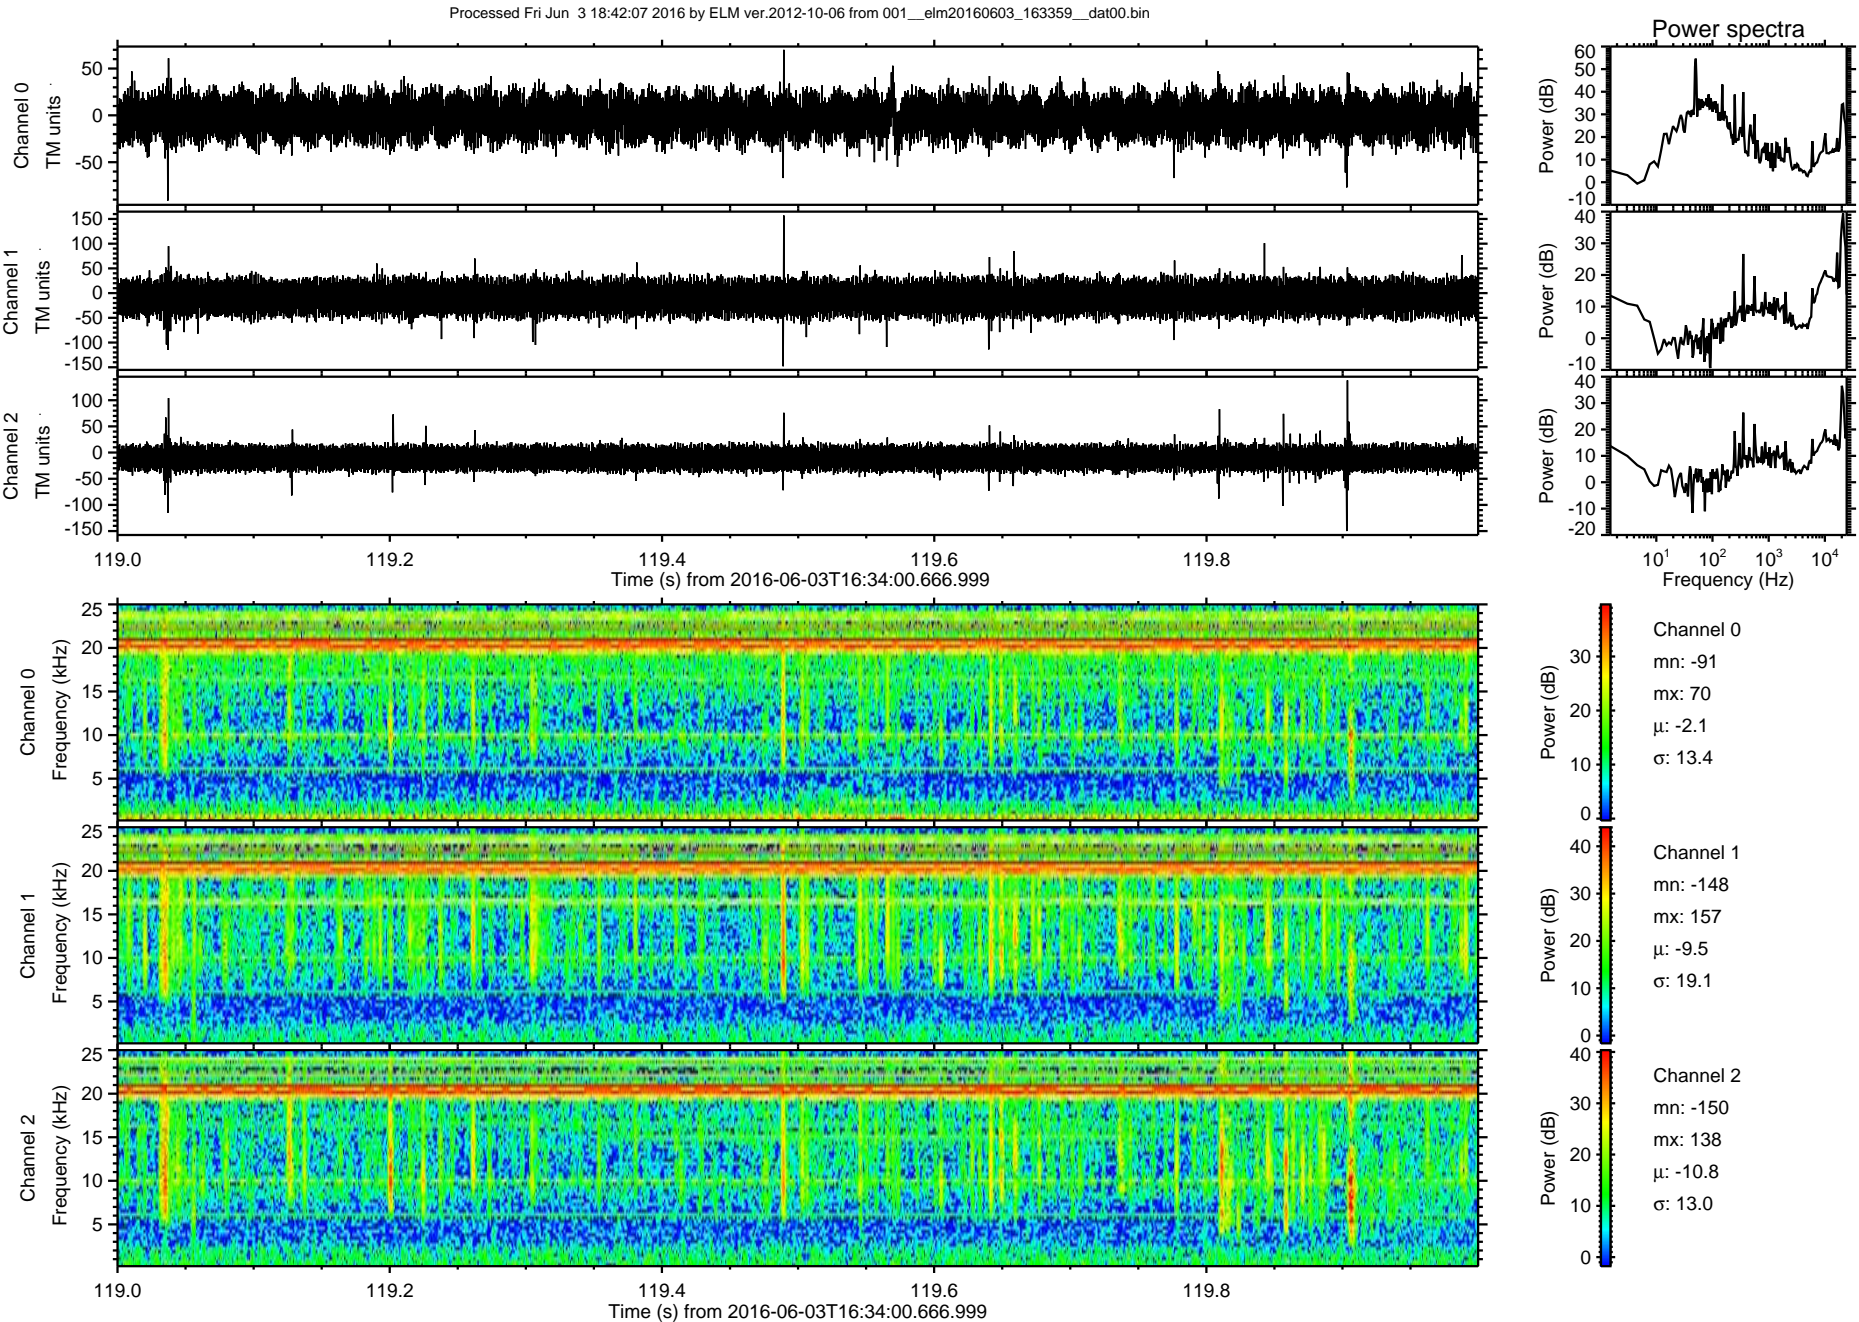 Processed Fri Jun  3 18:42:07 2016 by ELM ver.2012-10-06 from 001__elm20160603_163359__dat00.bin
Power spectra
Channel 0
TM units
50
0
-50
Power (dB)
60
50
40
30
20
10
0
-10
Channel 1
TM units
150
100
50
0
-50
-100
-150
Power (dB)
40
30
20
10
0
-10
Channel 2
TM units
100
50
0
-50
-100
-150
Power (dB)
40
30
20
10
0
-10
-20
119.0 119.2 119.4 119.6 119.8
Time (s) from 2016-06-03T16:34:00.666.999
10^1 10^2 10^3 10^4
Frequency (Hz)
Channel 0
Frequency (kHz)
25
20
15
10
5
Power (dB)
30
20
10
0
Channel 0
mn: -91
mx: 70
μ: -2.1
σ: 13.4
Channel 1
Frequency (kHz)
25
20
15
10
5
Power (dB)
40
30
20
10
0
Channel 1
mn: -148
mx: 157
μ: -9.5
σ: 19.1
Channel 2
Frequency (kHz)
25
20
15
10
5
Power (dB)
40
30
20
10
0
Channel 2
mn: -150
mx: 138
μ: -10.8
σ: 13.0
119.0 119.2 119.4 119.6 119.8
Time (s) from 2016-06-03T16:34:00.666.999